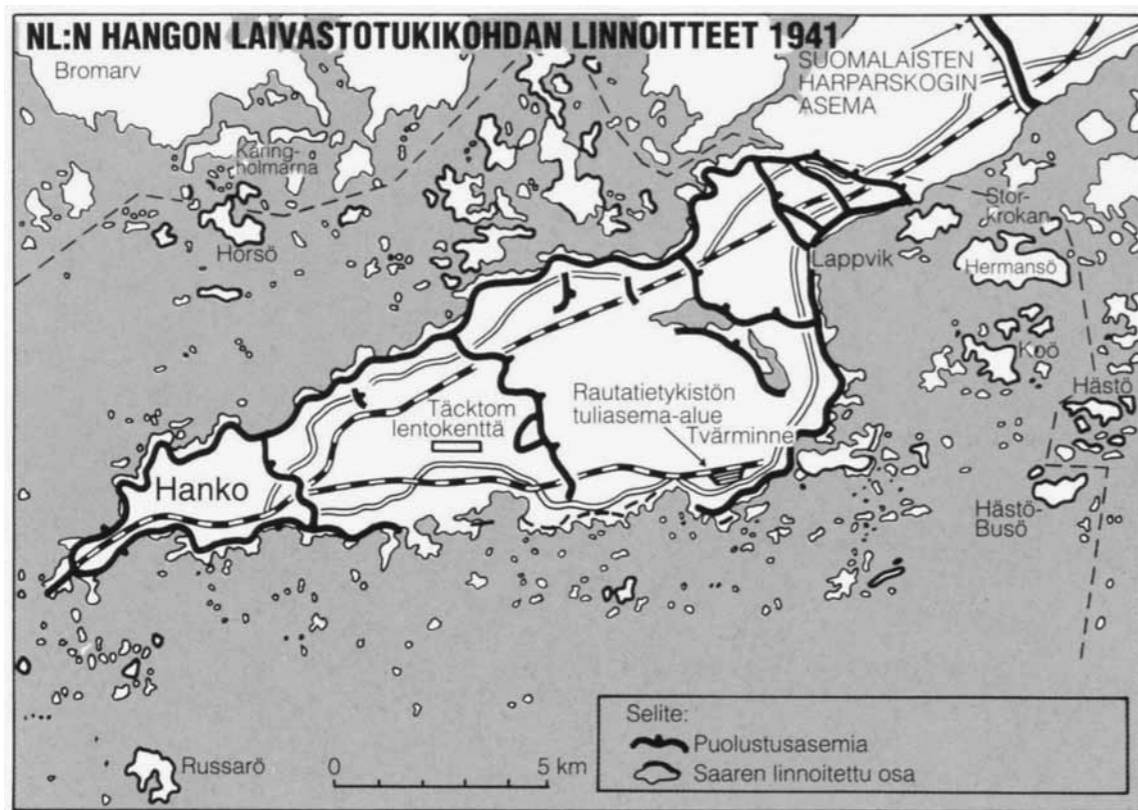 NL:N HANGON LAIVASTOTUKIKOHDAN LINNOITTEET 1941
Bromarv
SUOMALAISTEN
HARPARSKOGIN
ASEMA
Karing-
holmarna
Horsö
Stor-
krokan
Lappvik
Hermansö
Koö
Hästö
Rautatietykistön
tuliasema-alue
Tvärminne
Täcktom
lentokenttä
Hanko
Hästö-
Busö
Russarö
0 5 km
Selite:
Puolustusasemia
Saaren linnoitettu osa